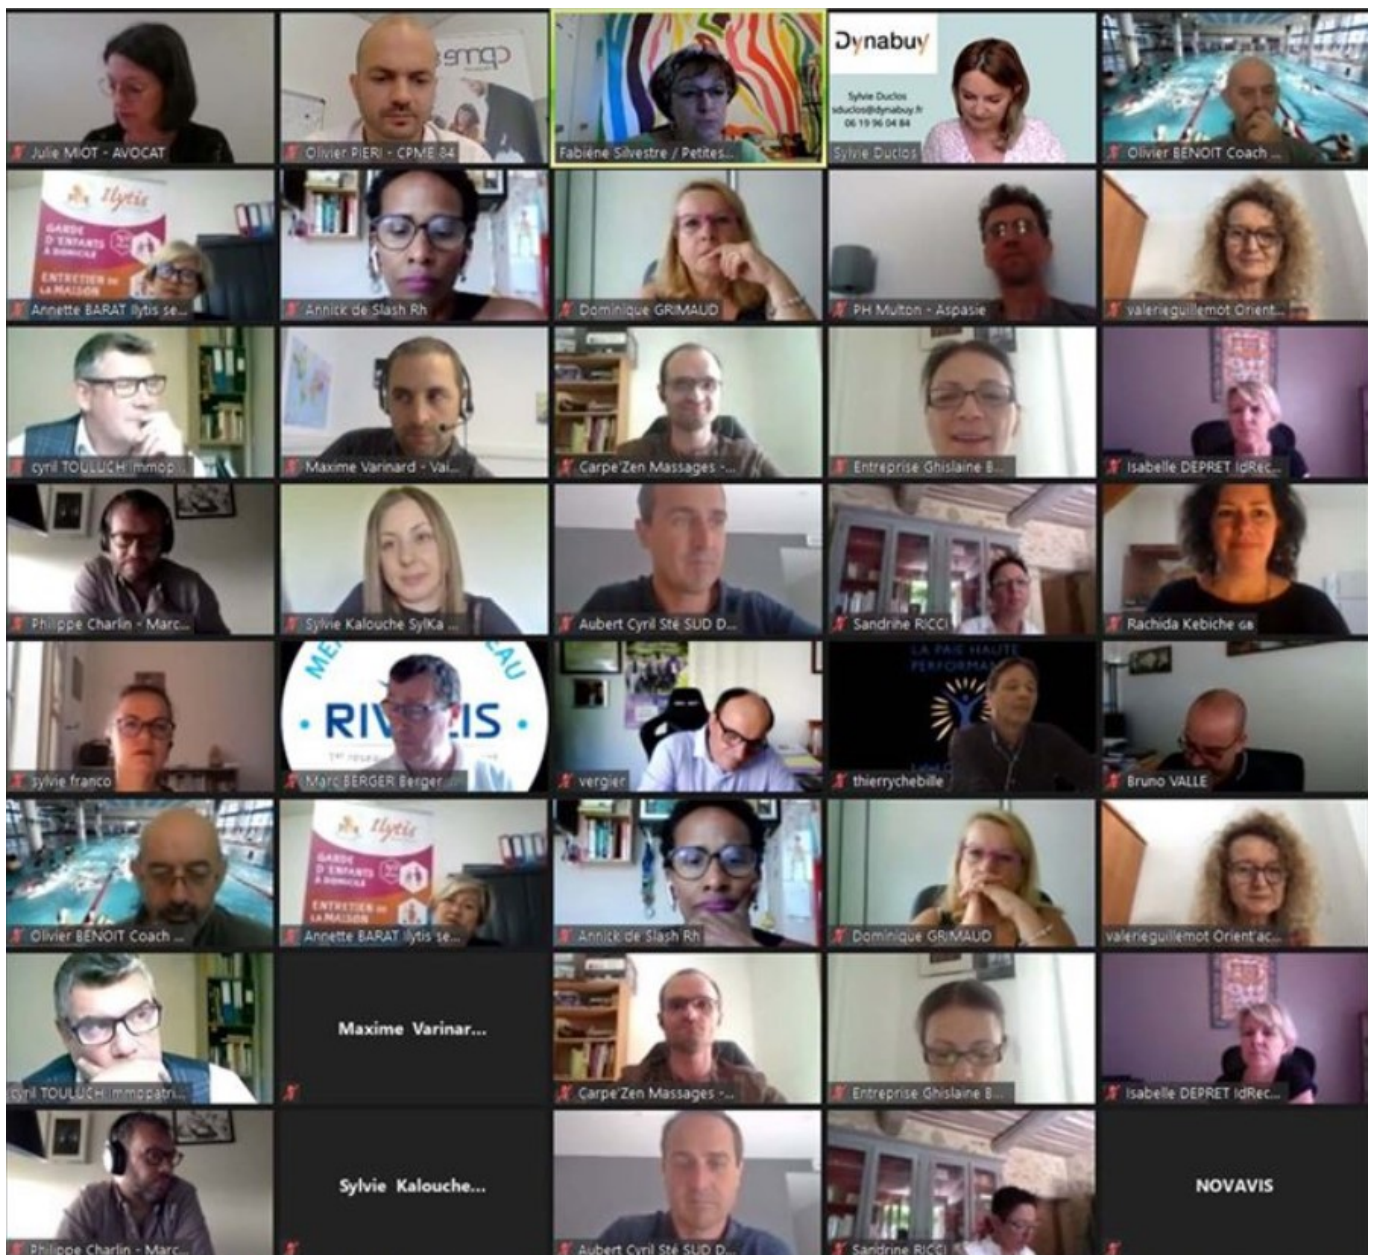 Julie MIOT - AVOCAT
cpme
Olivier PIERI - CPME 84
Fabiène Silvestre / Petites...
Dynabuy
Sylvie Duclos
sduclos@dynabuy.fr
06 19 96 04 84
Sylvie Duclos
Olivier BENOIT Coach ...
Ilytis
GARDE
D'ENFANTS
À DOMICILE
ENTRETIEN DE
LA MAISON
Annette BARAT Ilytis se...
Annick de Slash Rh
Dominique GRIMAUD
PH Multon - Aspasie
valerieguillemot Orient...
cyril TOULUCH immop...
Maxime Varinard - Vai...
Carpe'Zen Massages -...
Entreprise Ghislaine B...
Isabelle DEPRET IdRec...
Philippe Charlin - Marc...
Sylvie Kalouche SylKa ...
Aubert Cyril Sté SUD D...
Sandrine RICCI
Rachida Kebiche GB
sylvie franco
RIV LIS
Marc BERGER Berger
vergier
LA PAIE HAUTE
PERFORMAN
thierrychebille
Bruno VALLE
Olivier BENOIT Coach ...
Ilytis
GARDE
D'ENFANTS
À DOMICILE
ENTRETIEN DE
LA MAISON
Annette BARAT Ilytis se...
Annick de Slash Rh
Dominique GRIMAUD
valerieguillemot Orient'ac...
cyril TOULUCH immopatri...
Maxime Varinar...
Carpe'Zen Massages -...
Entreprise Ghislaine B...
Isabelle DEPRET IdRec...
Philippe Charlin - Marc...
Sylvie Kalouche...
Aubert Cyril Sté SUD D...
Sandrine RICCI
NOVAVIS